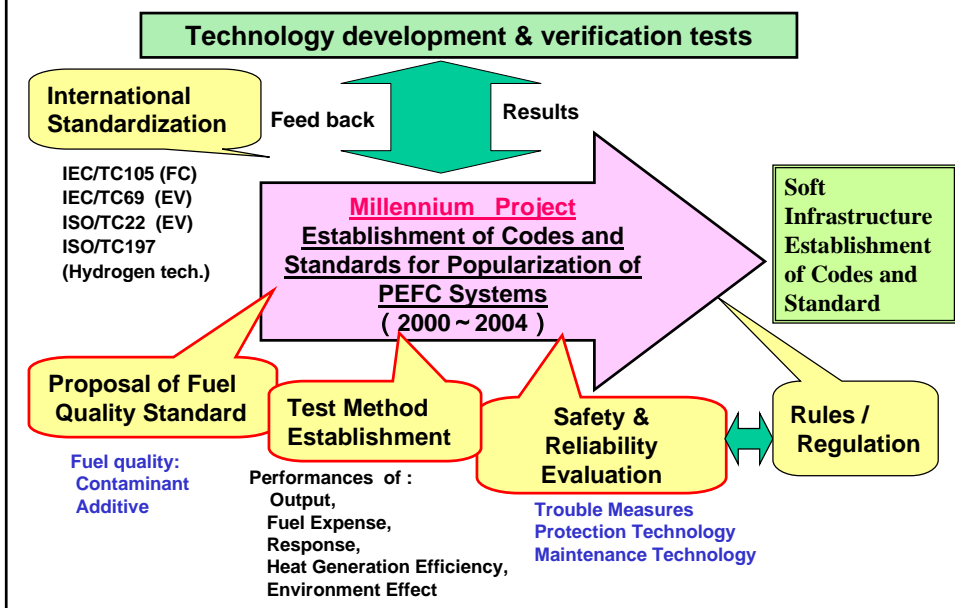 Technology development & verification tests
International
Standardization
Feed back
Results
IEC/TC105 (FC)
IEC/TC69 (EV)
ISO/TC22 (EV)
ISO/TC197
(Hydrogen tech.)
Millennium Project
Establishment of Codes and
Standards for Popularization of
PEFC Systems
( 2000～2004 )
Soft
Infrastructure
Establishment
of Codes and
Standard
Proposal of Fuel
Quality Standard
Fuel quality:
Contaminant
Additive
Test Method
Establishment
Performances of :
Output,
Fuel Expense,
Response,
Heat Generation Efficiency,
Environment Effect
Safety &
Reliability
Evaluation
Trouble Measures
Protection Technology
Maintenance Technology
Rules /
Regulation